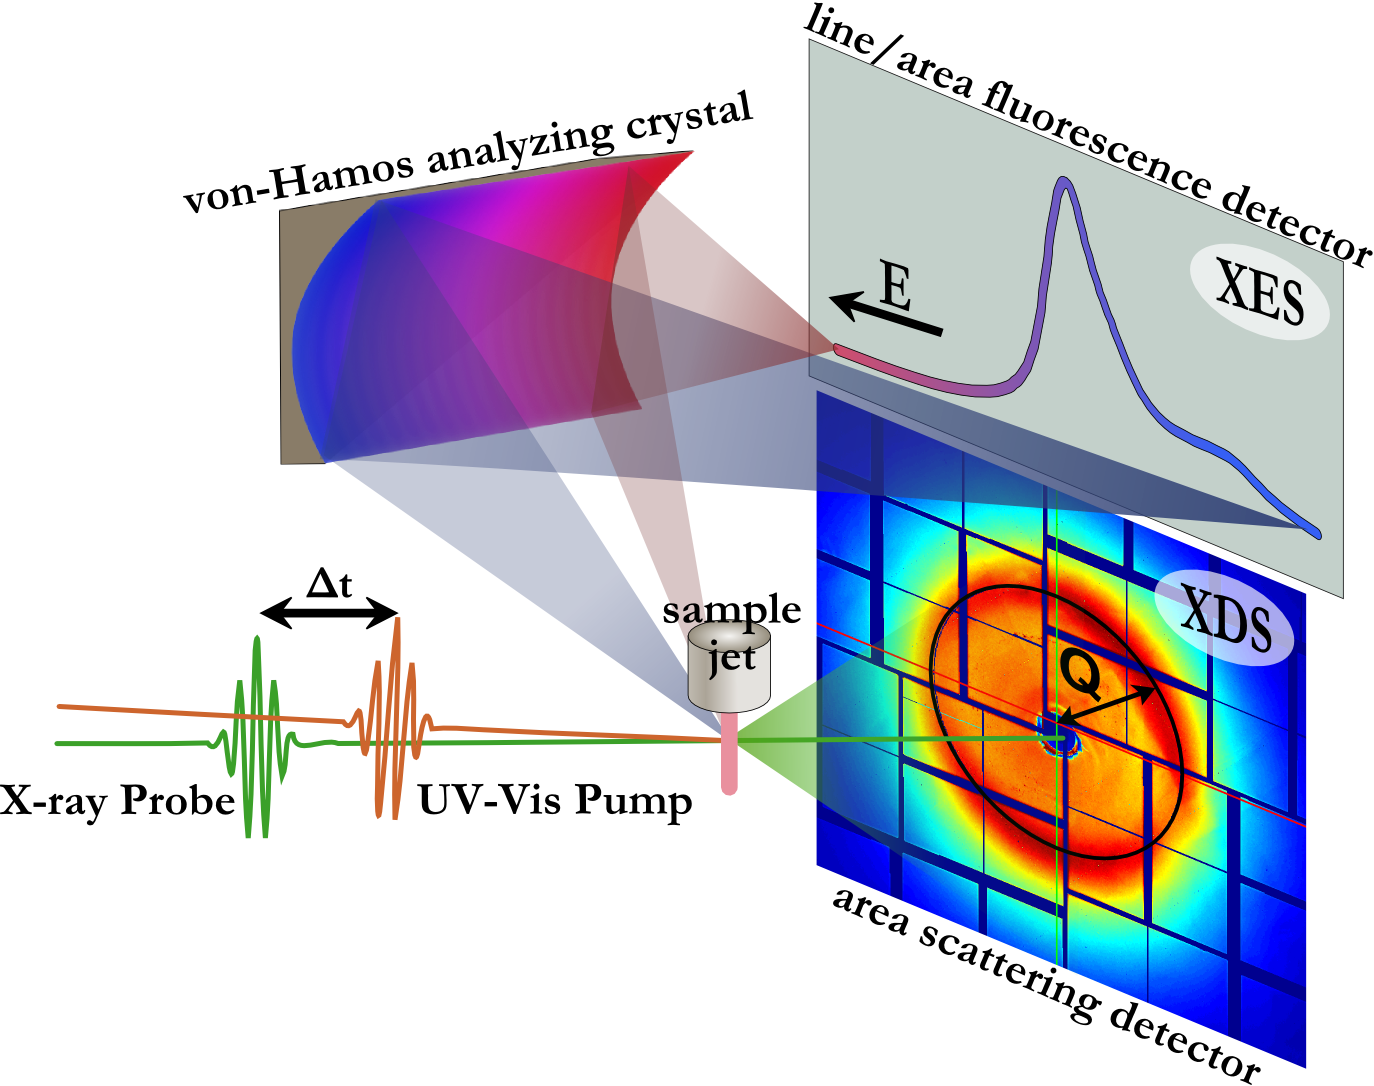 line/area fluorescence detector
von-Hamos analyzing crystal
E
XES
Δt
sample
jet
XDS
Q
X-ray Probe
UV-Vis Pump
area scattering detector